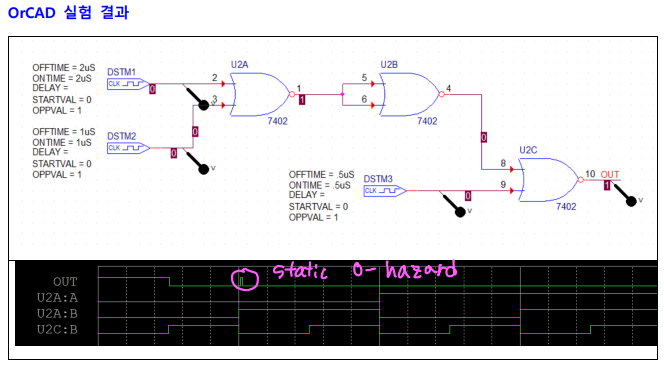 OrCAD 실험 결과
OFFTIME = 2uS
ONTIME = 2uS
DELAY =
STARTVAL = 0
OPPVAL = 1
DSTM1
CLK
0
2
3
U2A
1
1
7402
V
OFFTIME = 1uS
ONTIME = 1uS
DELAY =
STARTVAL = 0
OPPVAL = 1
DSTM2
CLK
0
0
V
5
6
U2B
4
7402
0
OFFTIME = .5uS
ONTIME = .5uS
DELAY =
STARTVAL = 0
OPPVAL = 1
DSTM3
CLK
0
V
8
9
U2C
10 OUT
1
7402
V
static 0-hazard
OUT
U2A:A
U2A:B
U2C:B